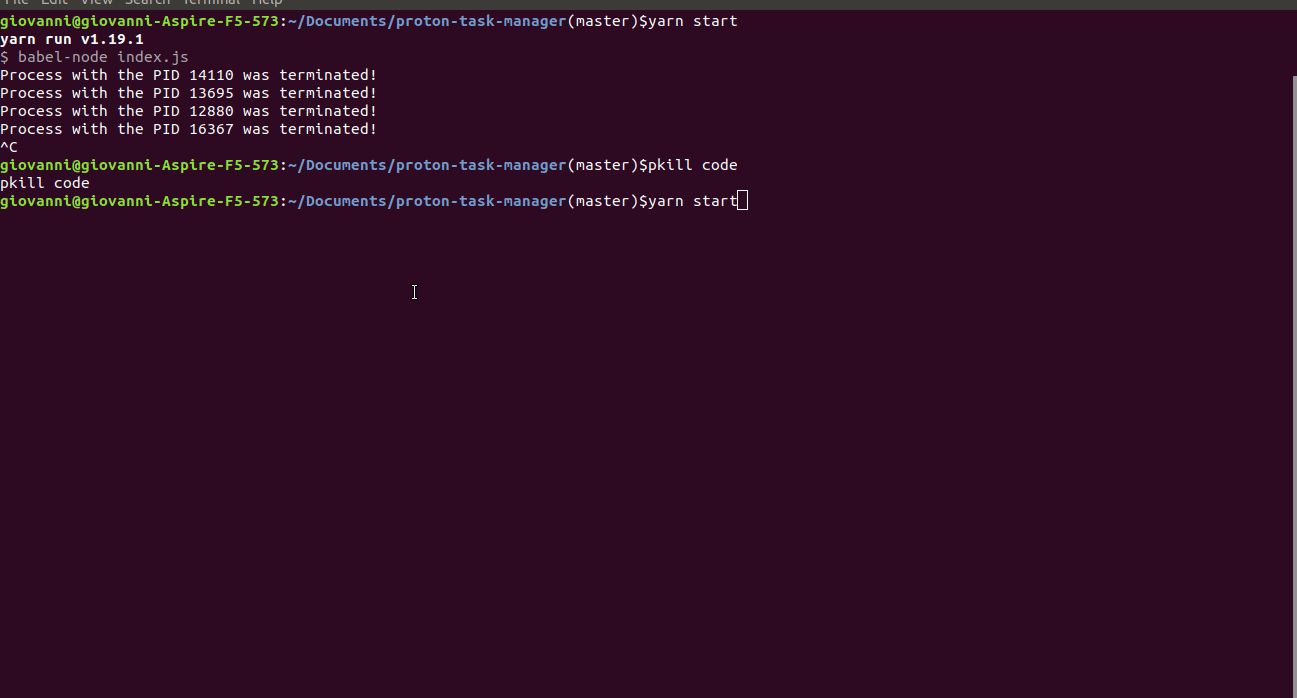 File Edit View Search Terminal Help
giovanni@giovanni-Aspire-F5-573:~/Documents/proton-task-manager(master)$yarn start
yarn run v1.19.1
$ babel-node index.js
Process with the PID 14110 was terminated!
Process with the PID 13695 was terminated!
Process with the PID 12880 was terminated!
Process with the PID 16367 was terminated!
^C
giovanni@giovanni-Aspire-F5-573:~/Documents/proton-task-manager(master)$pkill code
pkill code
giovanni@giovanni-Aspire-F5-573:~/Documents/proton-task-manager(master)$yarn start